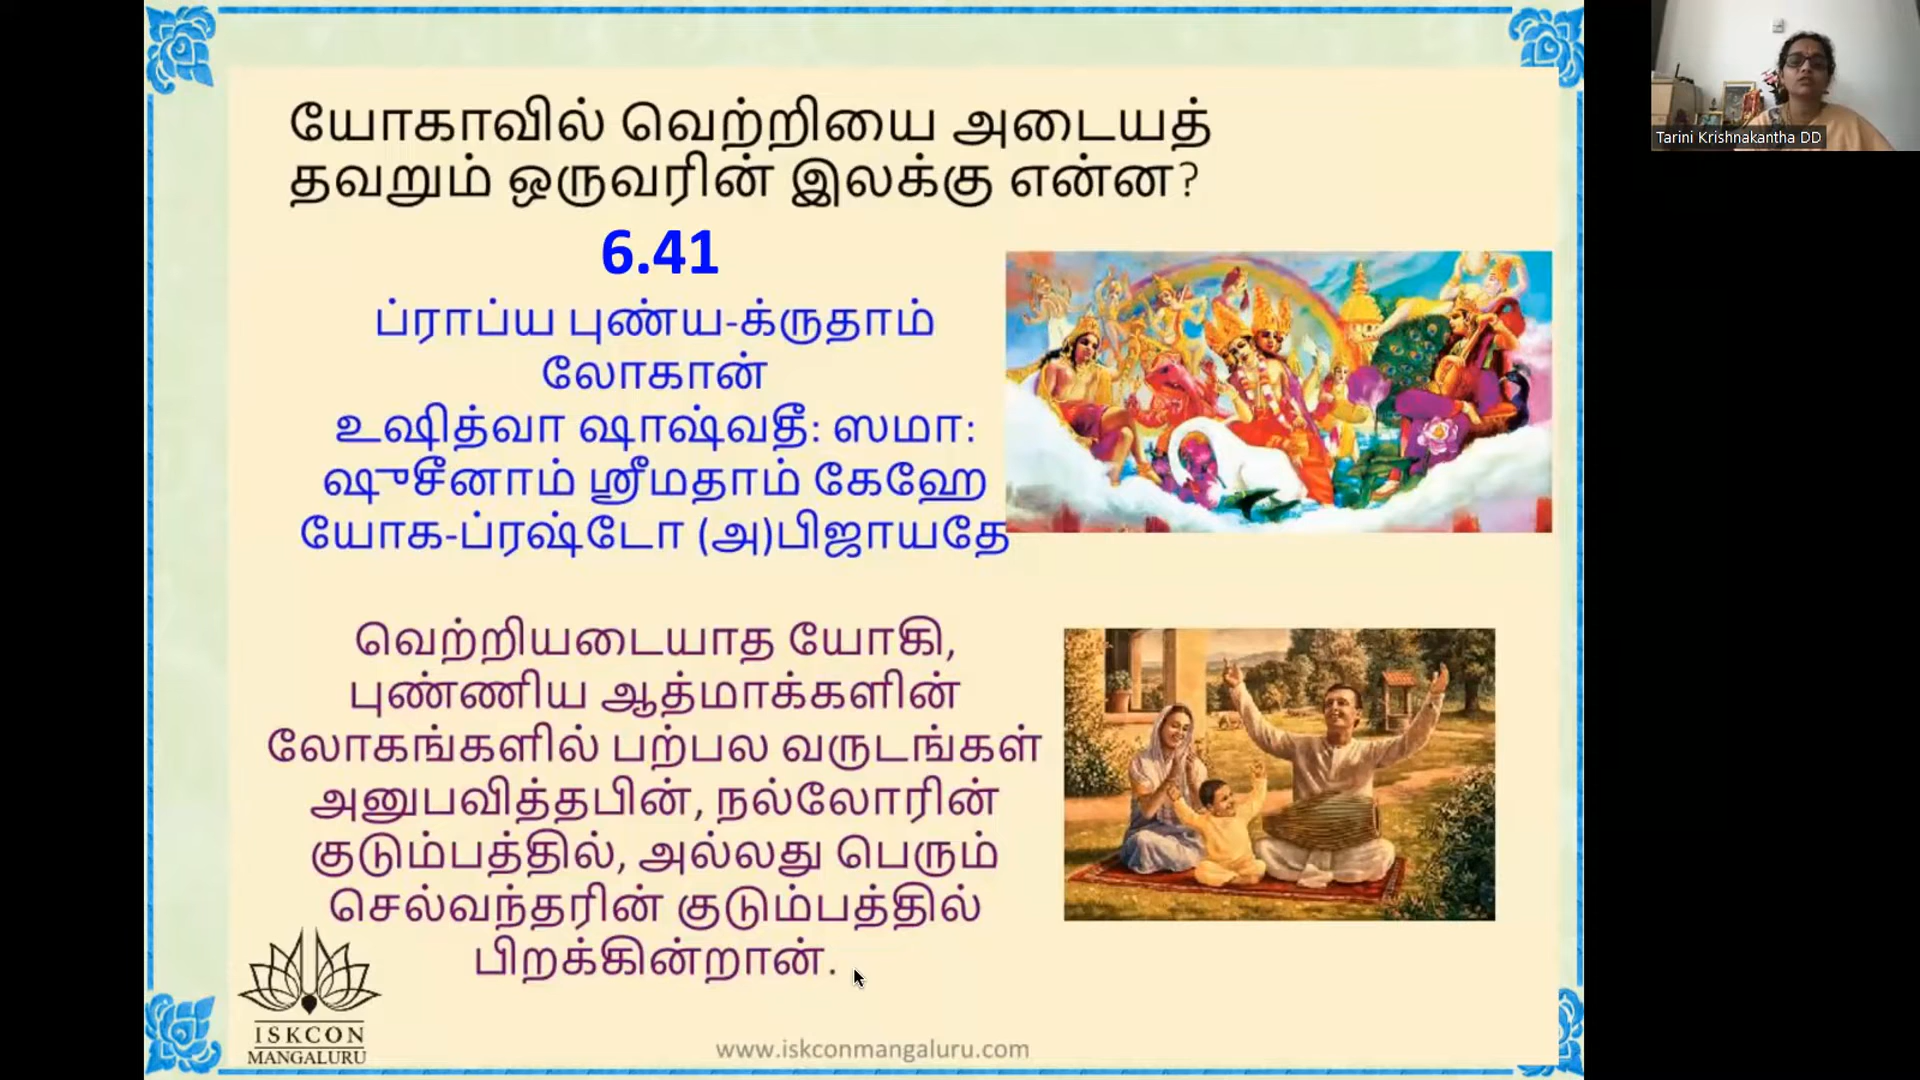 யோகாவில் வெற்றியை அடையத்
தவறும் ஒருவரின் இலக்கு என்ன?
6.41
ப்ராப்ய புண்ய-க்ருதாம்
லோகான்
உஷித்வா ஷாஷ்வதீ: ஸமா:
ஷுசீனாம் ஸ்ரீமதாம் கேஹே
யோக-ப்ரஷ்டோ (அ)பிஜாயதே
வெற்றியடையாத யோகி,
புண்ணிய ஆத்மாக்களின்
லோகங்களில் பற்பல வருடங்கள்
அனுபவித்தபின், நல்லோரின்
குடும்பத்தில், அல்லது பெரும்
செல்வந்தரின் குடும்பத்தில்
பிறக்கின்றான்.
ISKCON
MANGALURU
www.iskconmangaluru.com
Tarini Krishnakantha DD